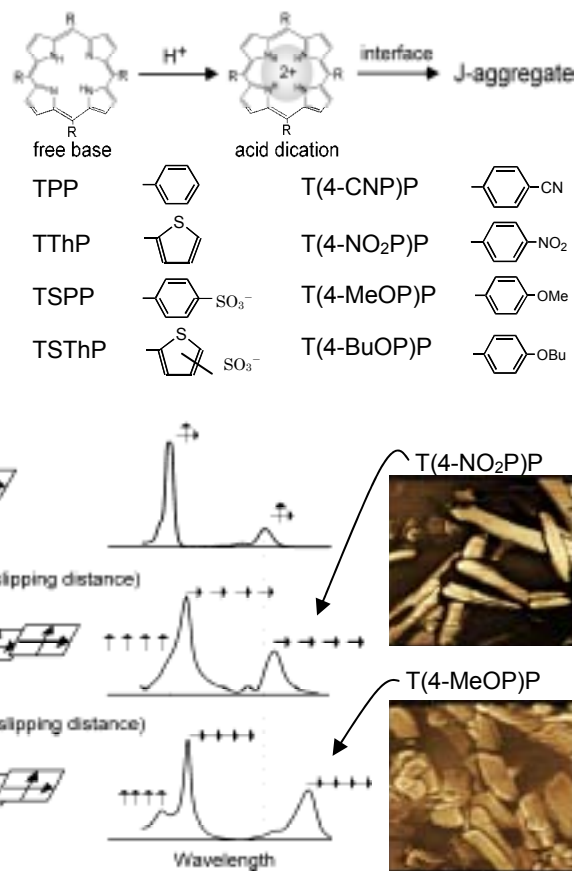 R
R
R
R
N
H
N
N
HN
free base
H⁺
R
R
R
R
2+
acid dication
interface
J-aggregate
TPP
T(4-CNP)P
CN
TThP
S
T(4-NO₂P)P
NO₂
TSPP
SO₃⁻
T(4-MeOP)P
OMe
TSThP
S
SO₃⁻
T(4-BuOP)P
OBu
T(4-NO₂P)P
slipping distance)
T(4-MeOP)P
slipping distance)
Wavelength